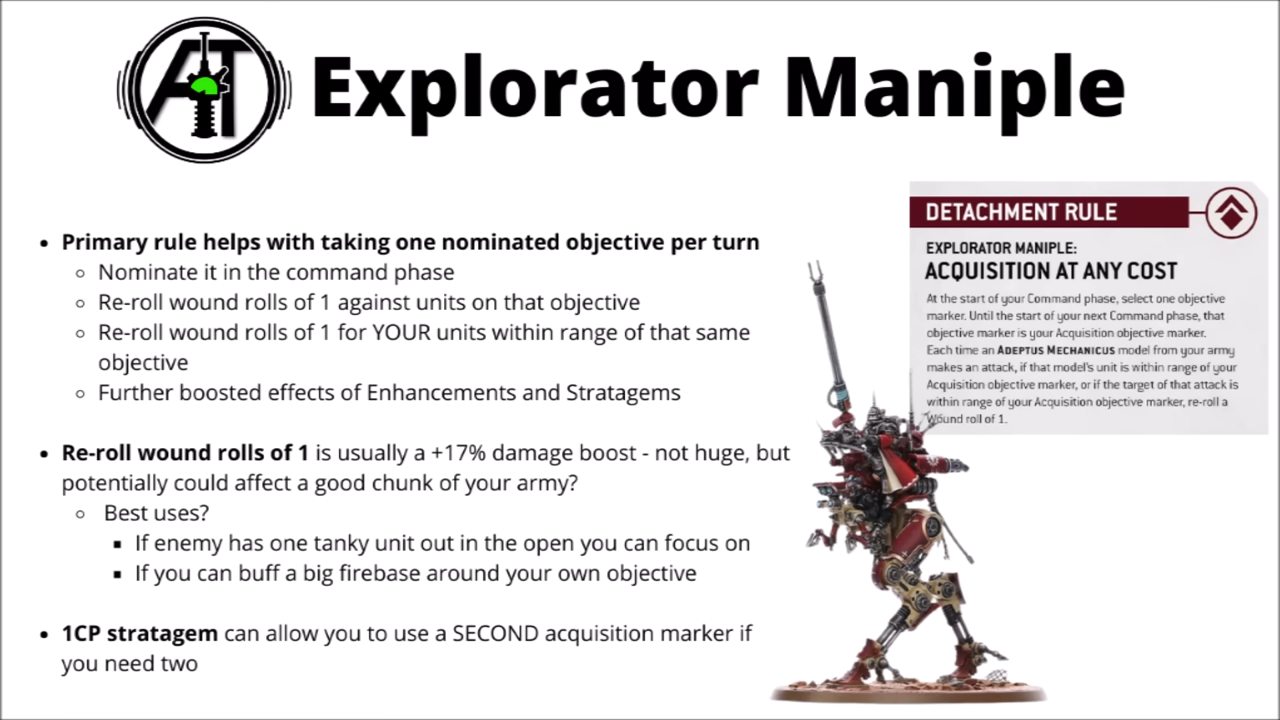 AT
Explorator Maniple
• Primary rule helps with taking one nominated objective per turn
○ Nominate it in the command phase
○ Re-roll wound rolls of 1 against units on that objective
○ Re-roll wound rolls of 1 for YOUR units within range of that same
objective
○ Further boosted effects of Enhancements and Stratagems
• Re-roll wound rolls of 1 is usually a +17% damage boost - not huge, but
potentially could affect a good chunk of your army?
○ Best uses?
▪ If enemy has one tanky unit out in the open you can focus on
▪ If you can buff a big firebase around your own objective
• 1CP stratagem can allow you to use a SECOND acquisition marker if
you need two
DETACHMENT RULE
EXPLORATOR MANIPLE:
ACQUISITION AT ANY COST
At the start of your Command phase, select one objective
marker. Until the start of your next Command phase, that
objective marker is your Acquisition objective marker.
Each time an ADEPTUS MECHANICUS model from your army
makes an attack, if that model's unit is within range of your
Acquisition objective marker, or if the target of that attack is
within range of your Acquisition objective marker, re-roll a
Wound roll of 1.